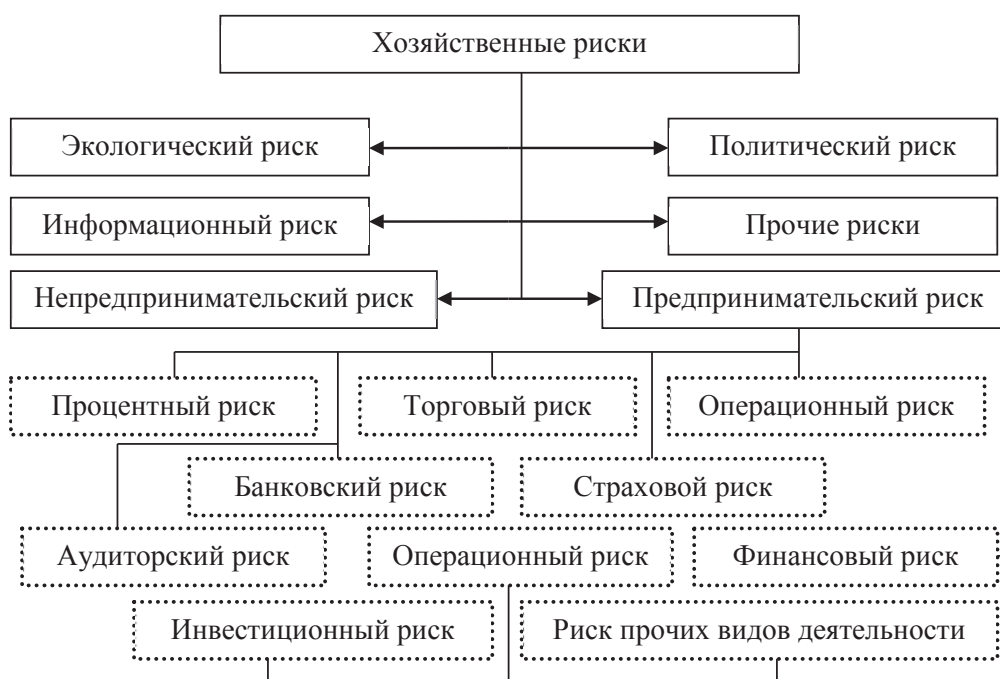 Хозяйственные риски
Экологический риск
Политический риск
Информационный риск
Прочие риски
Непредпринимательский риск
Предпринимательский риск
Процентный риск
Торговый риск
Операционный риск
Банковский риск
Страховой риск
Аудиторский риск
Операционный риск
Финансовый риск
Инвестиционный риск
Риск прочих видов деятельности